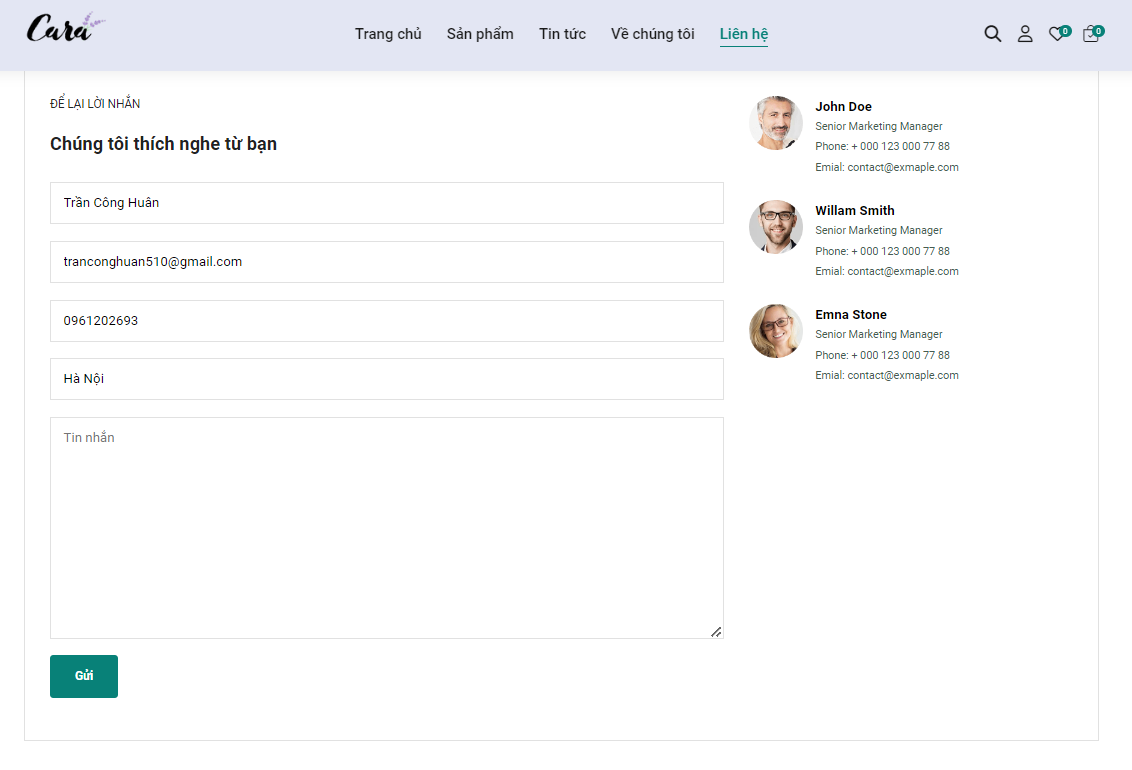 Cara
Trang chủ
Sản phẩm
Tin tức
Về chúng tôi
Liên hệ
0
0
ĐỂ LẠI LỜI NHẮN
Chúng tôi thích nghe từ bạn
Trần Công Huân
tranconghuan510@gmail.com
0961202693
Hà Nội
Tin nhắn
Gửi
John Doe
Senior Marketing Manager
Phone: + 000 123 000 77 88
Emial: contact@exmaple.com
Willam Smith
Senior Marketing Manager
Phone: + 000 123 000 77 88
Emial: contact@exmaple.com
Emna Stone
Senior Marketing Manager
Phone: + 000 123 000 77 88
Emial: contact@exmaple.com